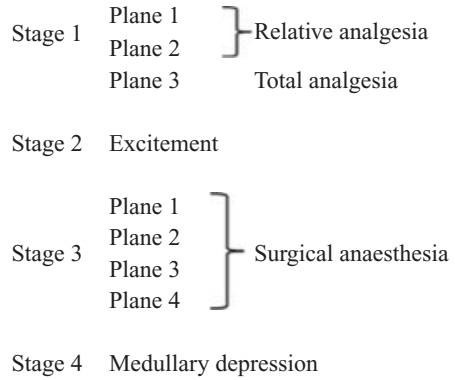 Plane 1
Stage 1 Plane 2 Relative analgesia
Plane 3 Total analgesia
Stage 2 Excitement
Plane 1
Plane 2
Stage 3 Plane 3 Surgical anaesthesia
Plane 4
Stage 4 Medullary depression